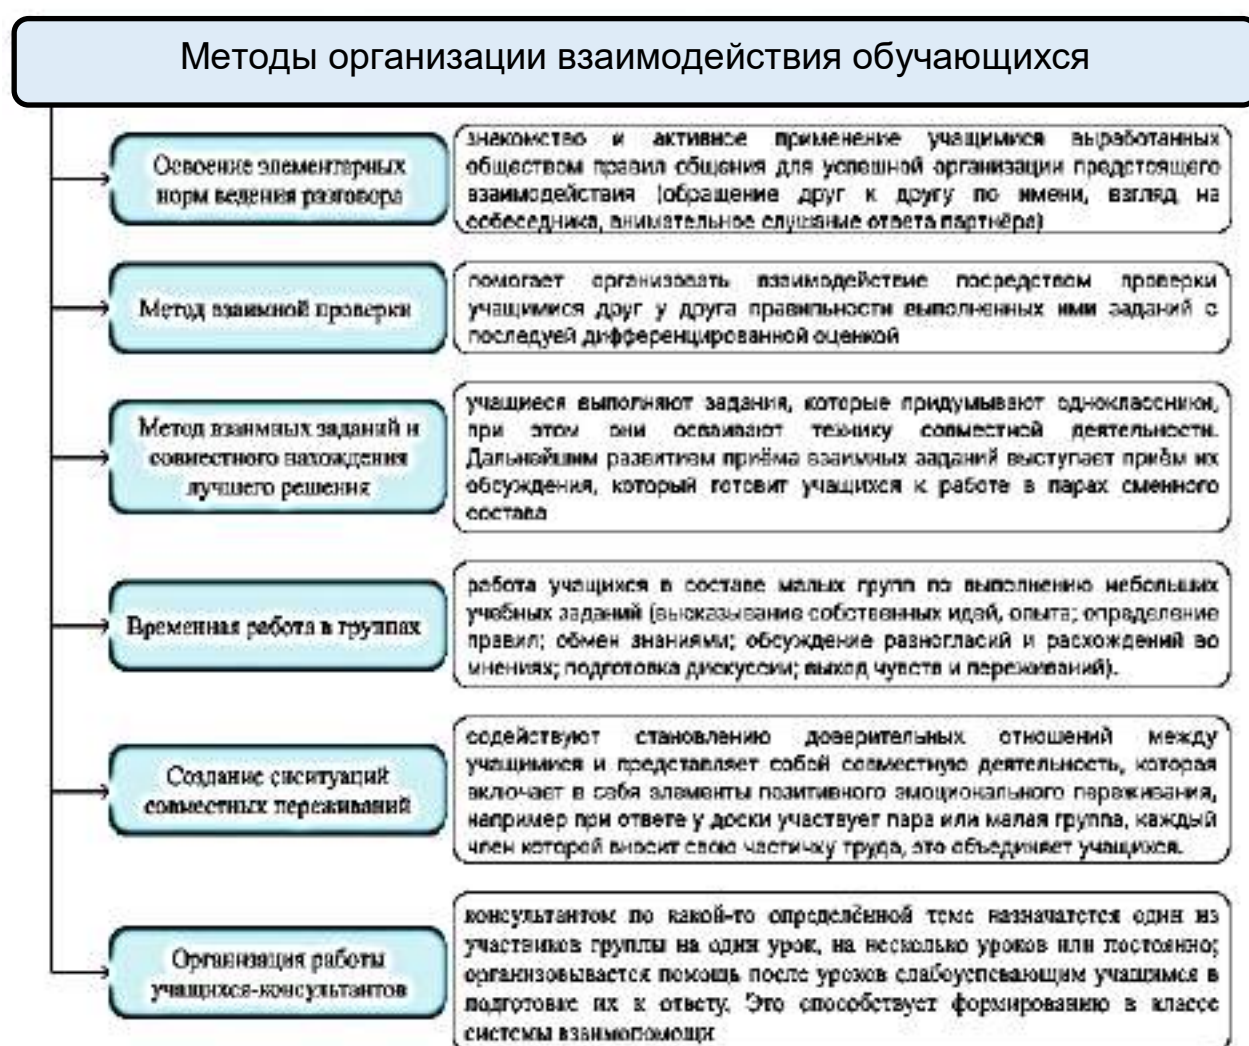 Методы организации взаимодействия обучающихся
Освоение элементарных
норм ведения разговора
знакомство и активное применение учащимися выработанных
обществом правил общения для успешной организации предстоящего
взаимодействия (обращение друг к другу по имени, взгляд на
собеседника, внимательное слушание ответа партнёра)
Метод взаимной проверки
помогает организовать взаимодействие посредством проверки
учащимися друг у друга правильности выполненных ими заданий с
последуей дифференцированной оценкой
Метод взаимных заданий и
совместного нахождения
лучшего решения
учащиеся выполняют задания, которые придумывают одноклассники,
при этом они осваивают технику совместной деятельности.
Дальнейшим развитием приёма взаимных заданий выступает приём их
обсуждения, который готовит учащихся к работе в парах сменного
состава
Временная работа в группах
работа учащихся в составе малых групп по выполнению небольших
учебных заданий (высказывание собственных идей, опыта; определение
правил; обмен знаниями; обсуждение разногласий и расхождений во
мнениях; подготовка дискуссии; выход чувств и переживаний).
Создание сиситуаций
совместных переживаний
содействуют становлению доверительных отношений между
учащимися и представляет собой совместную деятельность, которая
включает в себя элементы позитивного эмоционального переживания,
например при ответе у доски участвует пара или малая группа, каждый
член которой вносит свою частичку труда, это объединяет учащихся.
Организация работы
учащихся-консультантов
консультантом по какой-то определённой теме назначатется один из
участников группы на один урок, на несколько уроков или постоянно;
организовывается помощь после уроков слабоуспевающим учащимся в
подготовке их к ответу. Это способствует формированию в классе
системы взаимопомощи